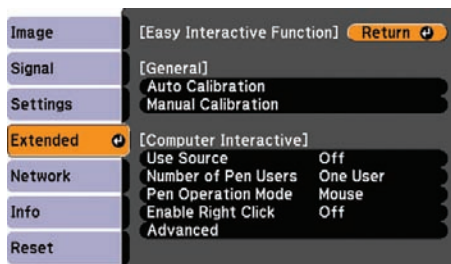 Image
Signal
Settings
Extended
Network
Info
Reset
[Easy Interactive Function] Return
[General]
Auto Calibration
Manual Calibration
[Computer Interactive]
Use Source Off
Number of Pen Users One User
Pen Operation Mode Mouse
Enable Right Click Off
Advanced